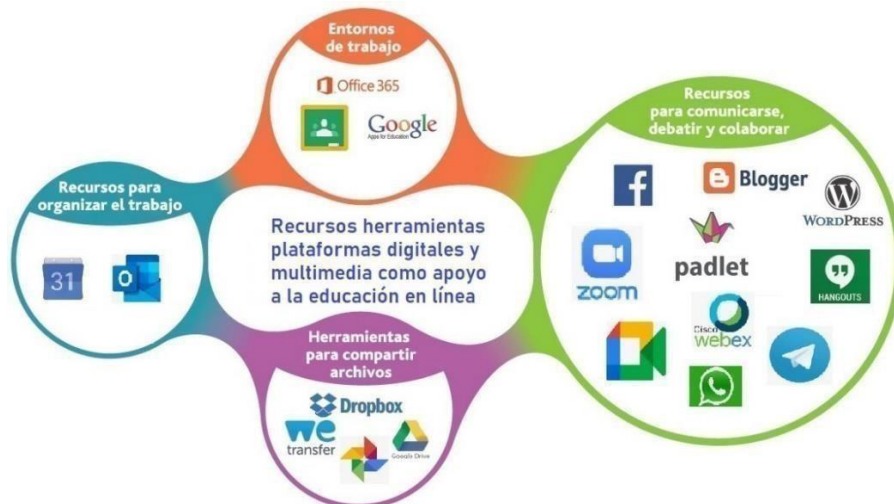 Entornos
de trabajo
Office 365
Google
Apps for Education
Recursos
para comunicarse,
debatir y colaborar
Blogger
WORDPRESS
padlet
zoom
HANGOUTS
Cisco
webex
Recursos para
organizar el trabajo
31
O
Recursos herramientas
plataformas digitales y
multimedia como apoyo
a la educación en línea
Herramientas
para compartir
archivos
Dropbox
we
transfer
Google Drive